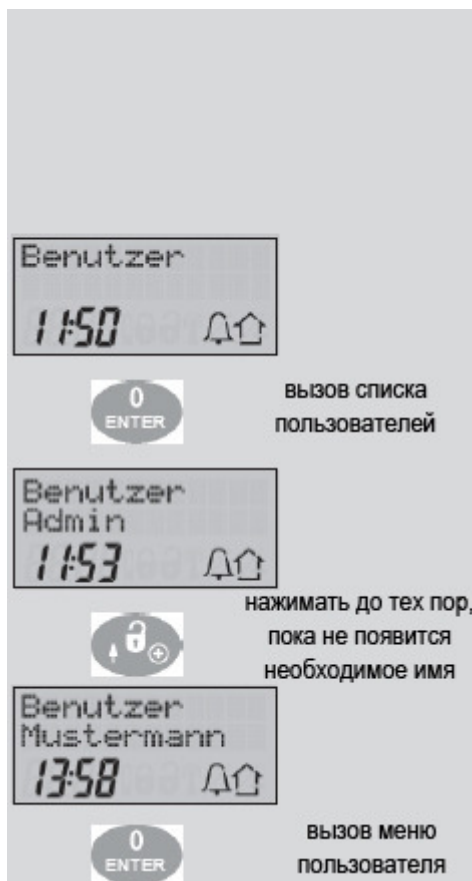 Benutzer
11:50
0
ENTER
вызов списка
пользователей
Benutzer
Admin
11:53
нажимать до тех пор,
пока не появится
необходимое имя
Benutzer
Mustermann
13:58
0
ENTER
вызов меню
пользователя